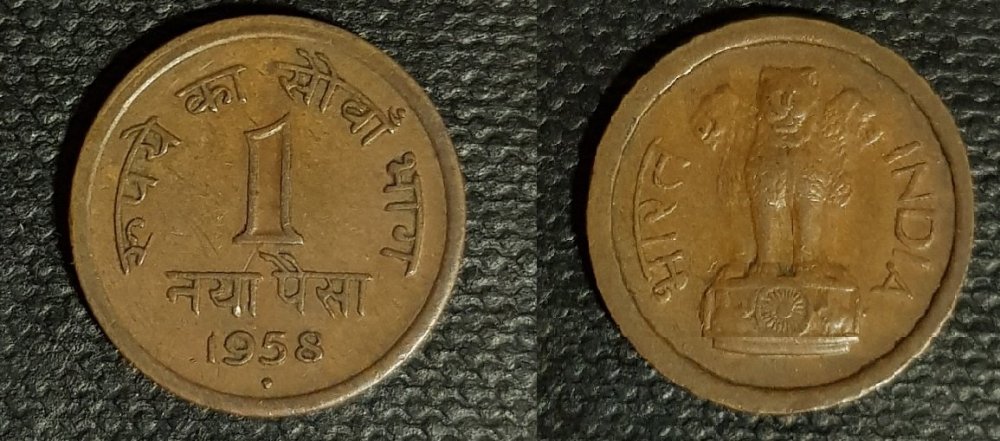 रूपये का सौवाँ भाग
1
नया पैसा
1958
भारत
INDIA